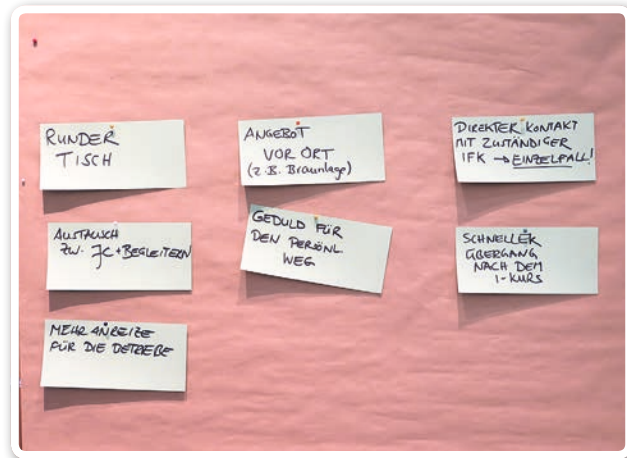 RUNDER
TISCH
AUSTAUSCH
ZW. JC + BEGLEITERN
MEHR ANREIZE
FÜR DIE BETRIEBE
ANGEBOT
VOR ORT
(z.B. Braunlage)
GEDULD FÜR
DEN PERSÖNL.
WEG
DIREKTER KONTAKT
MIT ZUSTÄNDIGER
IFK → EINZELFALL!
SCHNELLER
ÜBERGANG
NACH DEM
I-KURS